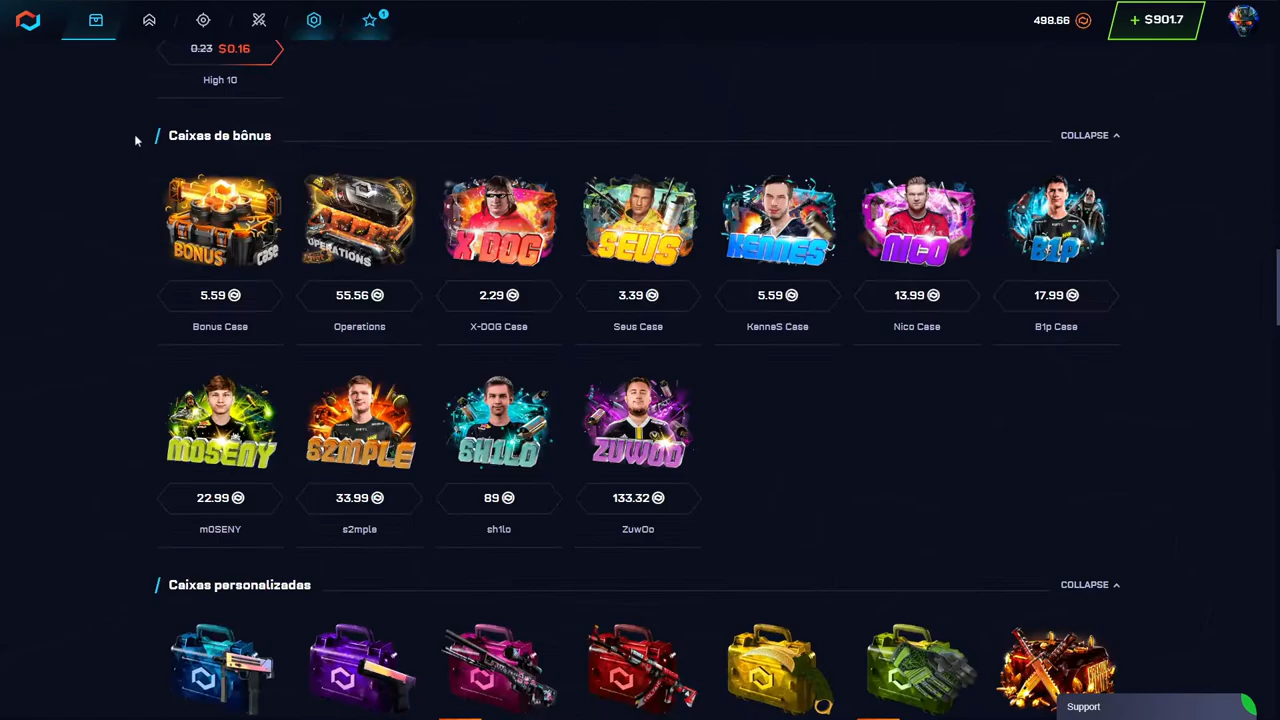 1
498.66
+ $901.7
0.23 $0.16
High 10
Caixas de bônus
COLLAPSE
BONUS case
OPERATIONS
X-DOG
SEUS
KENNES
NICO
B1P
5.59
55.56
2.29
3.39
5.59
13.99
17.99
Bonus Case
Operations
X-DOG Case
Seus Case
KenneS Case
Nico Case
B1p Case
M0SENY
S2MPLE
SH1LO
ZUWOO
22.99
33.99
89
133.32
m0SENY
s2mple
sh1lo
ZuwOo
Caixas personalizadas
COLLAPSE
Support